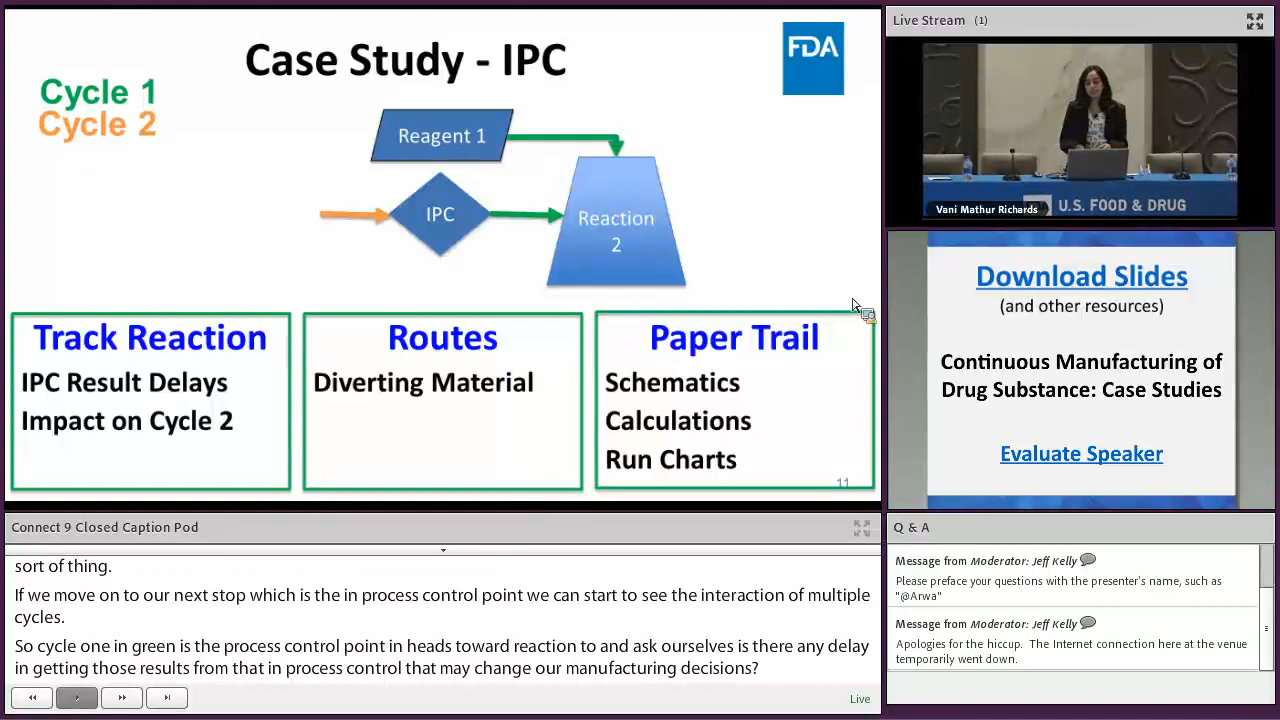 Case Study - IPC
FDA
Cycle 1
Cycle 2
Reagent 1
IPC
Reaction
2
Track Reaction
IPC Result Delays
Impact on Cycle 2
Routes
Diverting Material
Paper Trail
Schematics
Calculations
Run Charts
11
Live Stream (1)
Vani Mathur Richards
U.S. FOOD & DRUG
Download Slides
(and other resources)
Continuous Manufacturing of
Drug Substance: Case Studies
Evaluate Speaker
Connect 9 Closed Caption Pod
sort of thing.
If we move on to our next stop which is the in process control point we can start to see the interaction of multiple
cycles.
So cycle one in green is the process control point in heads toward reaction to and ask ourselves is there any delay
in getting those results from that in process control that may change our manufacturing decisions?
Live
Q & A
Message from Moderator: Jeff Kelly
Please preface your questions with the presenter's name, such as
"@Arwa"
Message from Moderator: Jeff Kelly
Apologies for the hiccup. The Internet connection here at the venue
temporarily went down.